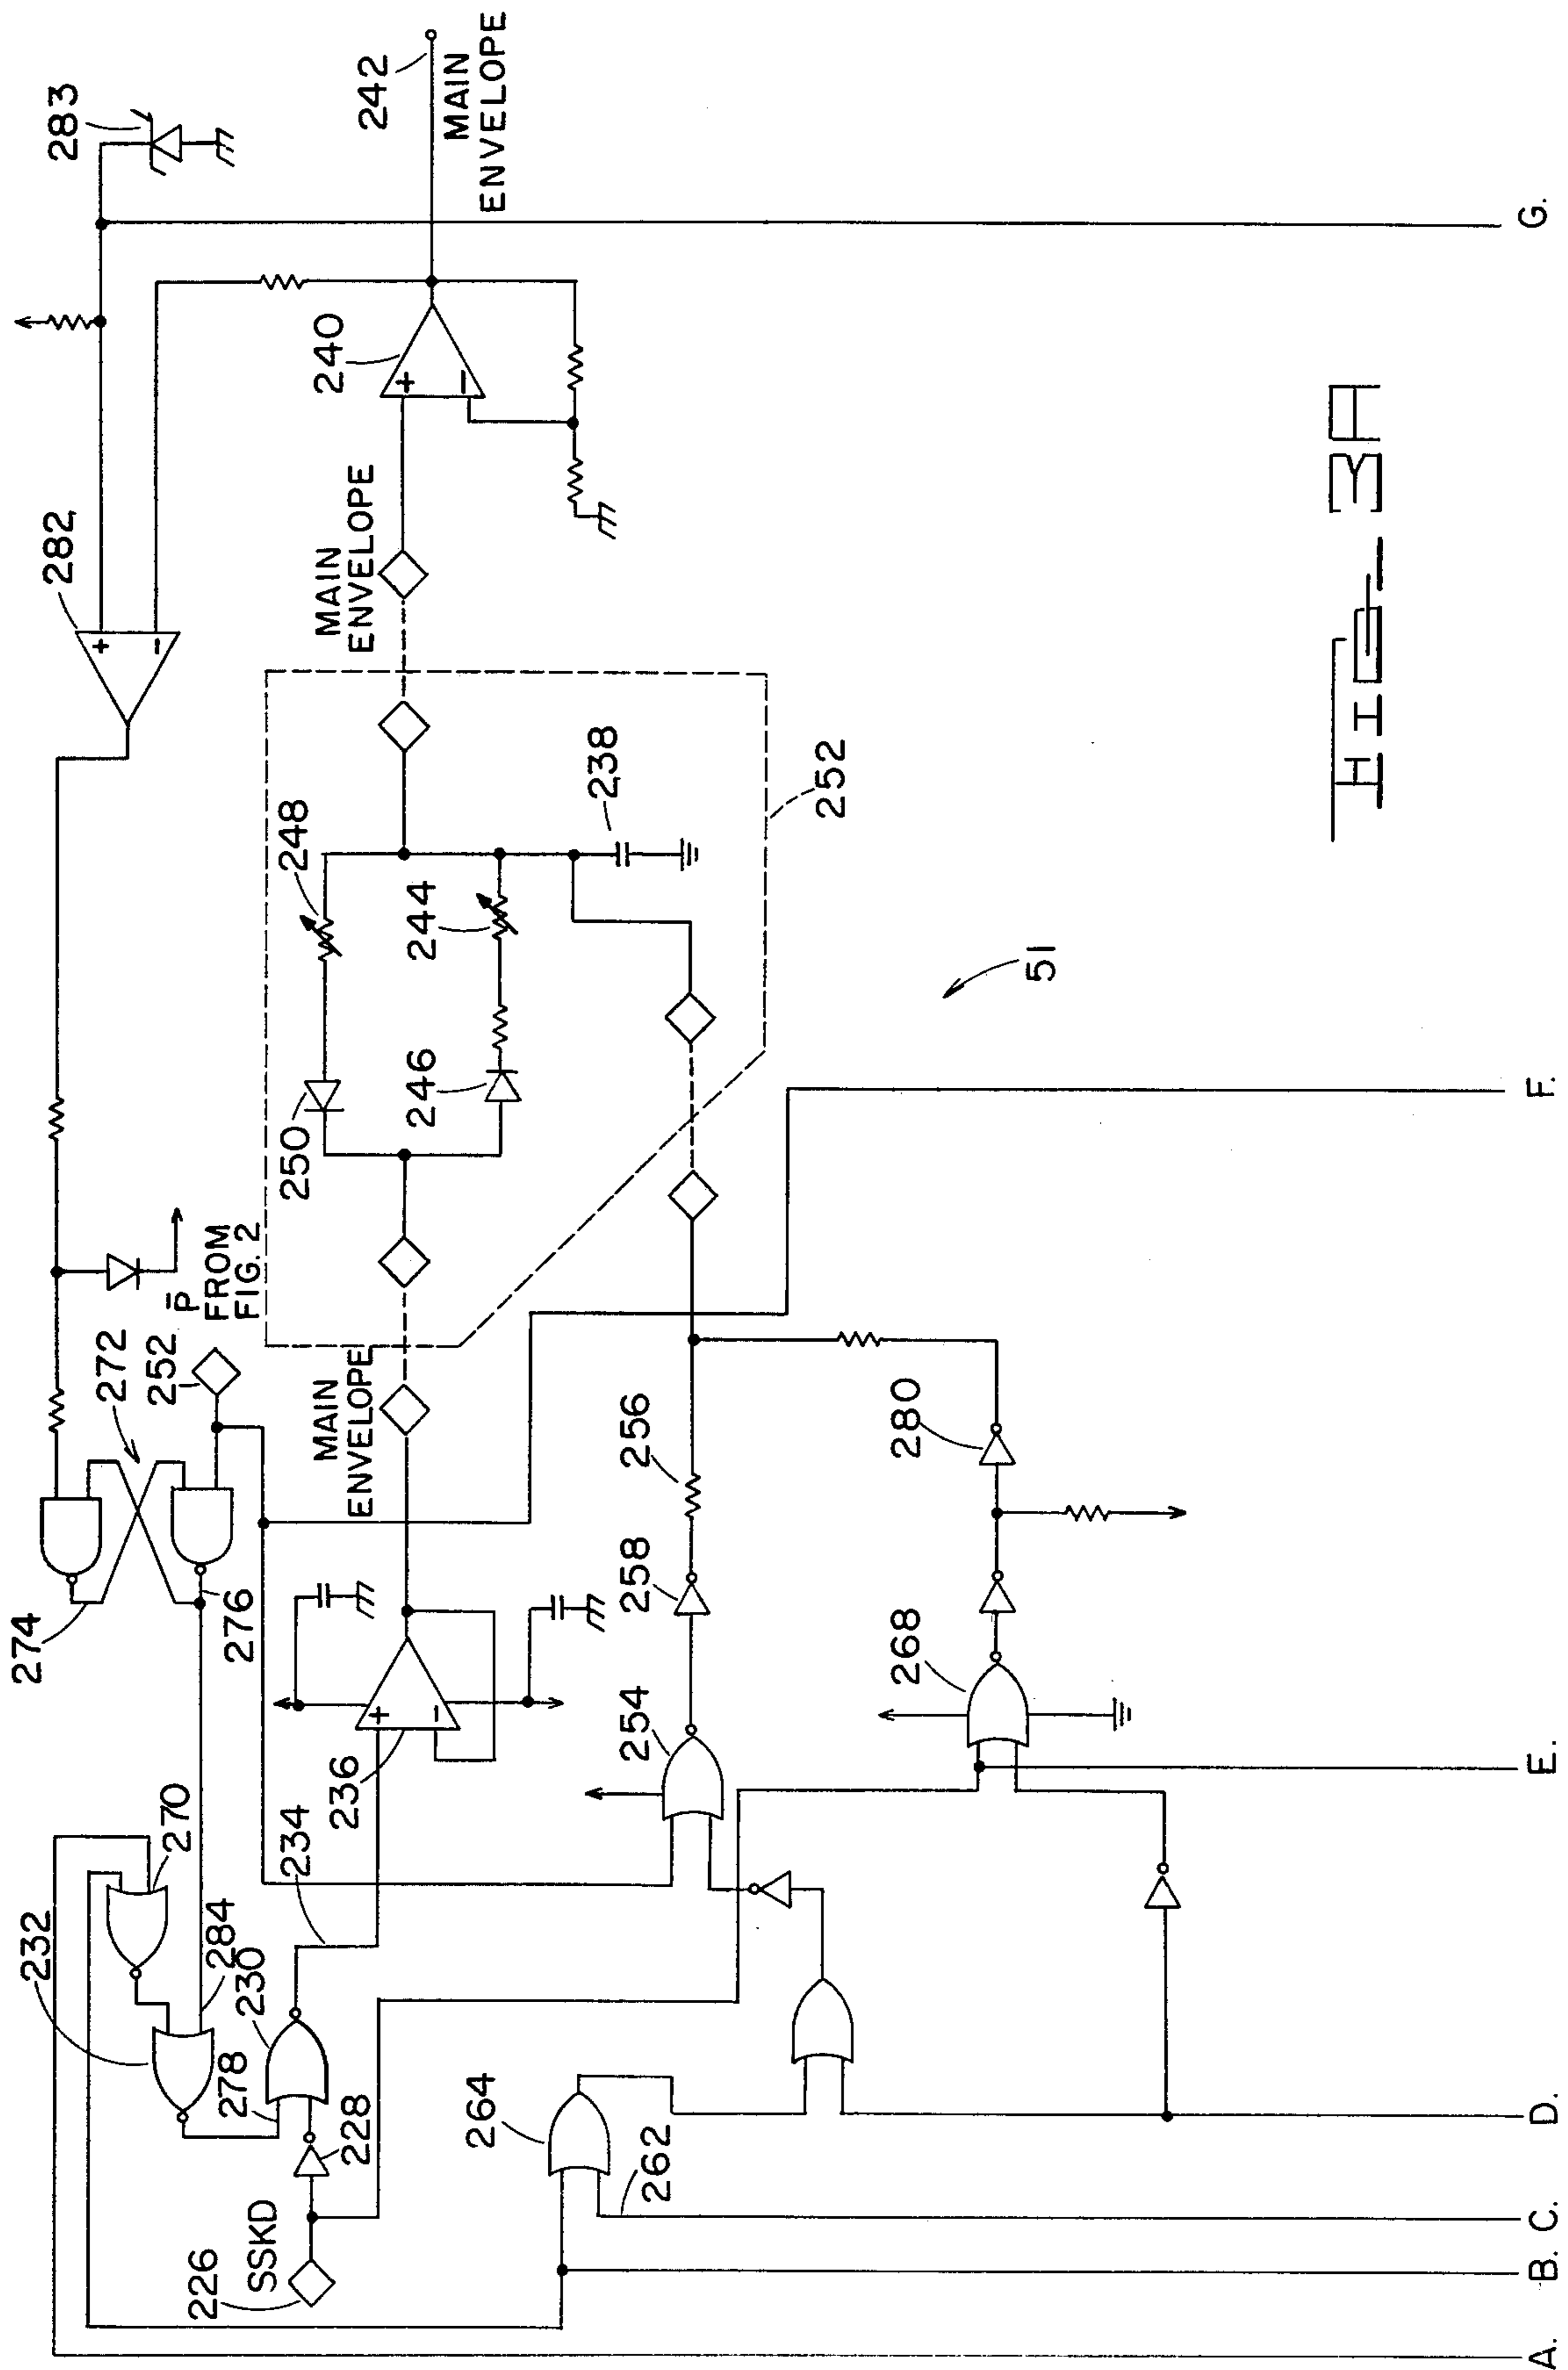 283
242
MAIN
ENVELOPE
282
240
MAIN
ENVELOPE
248
244
238
252
250
246
P̅
FROM
FIG. 2
272
252
274
276
MAIN
ENVELOPE
256
258
280
51
236
254
268
270
234
232
284
230
278
228
264
262
SSKD
226
A.
B.
C.
D.
E.
F.
G.
+
−
+
−
+
−
FIG. 3A